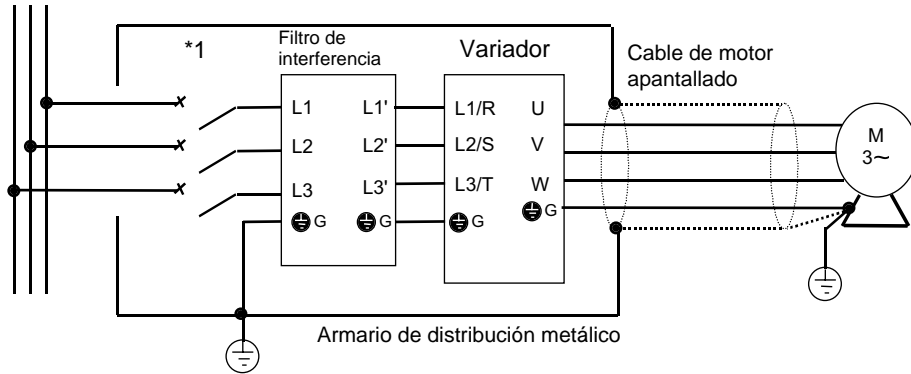 *1
Filtro de
interferencia
Variador
Cable de motor
apantallado
L1 L1' L1/R U
L2 L2' L2/S V
L3 L3' L3/T W
G G G G
M
3~
Armario de distribución metálico